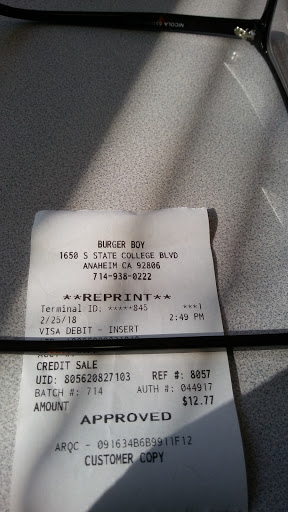 NICOLA
BURGER BOY
1650 S STATE COLLEGE BLVD
ANAHEIM CA 92806
714-938-0222
**REPRINT**
Terminal ID: *****845 ***1
2/25/18 2:49 PM
VISA DEBIT - INSERT
CREDIT SALE
UID: 805620827103 REF #: 8057
BATCH #: 714 AUTH #: 044917
AMOUNT $12.77
APPROVED
ARQC - 091634B6B9911F12
CUSTOMER COPY